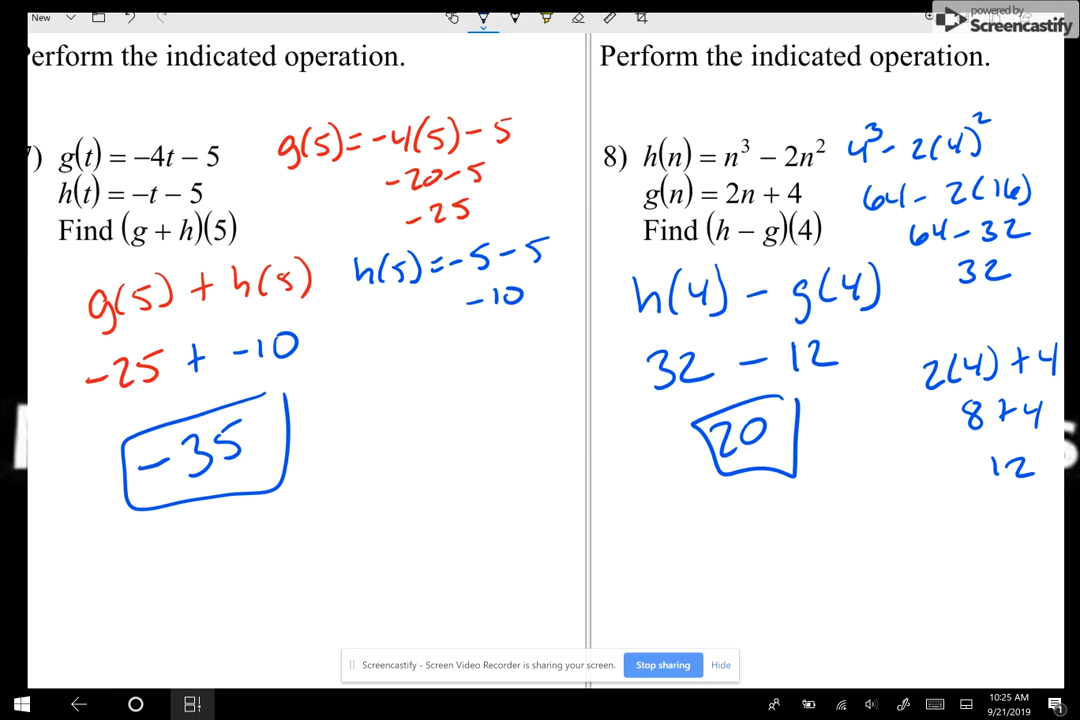 New
powered by
Screencastify
erform the indicated operation.
7) g(t) = −4t − 5
h(t) = −t − 5
Find (g + h)(5)
g(5) = -4(5) - 5
-20 - 5
-25
h(5) = -5 - 5
-10
g(5) + h(5)
-25 + -10
-35
Perform the indicated operation.
8) h(n) = n³ − 2n²
g(n) = 2n + 4
Find (h − g)(4)
4³ - 2(4)²
64 - 2(16)
64 - 32
32
h(4) - g(4)
32 - 12
20
2(4) + 4
8 + 4
12
Screencastify - Screen Video Recorder is sharing your screen.
Stop sharing
Hide
10:25 AM
9/21/2019
1